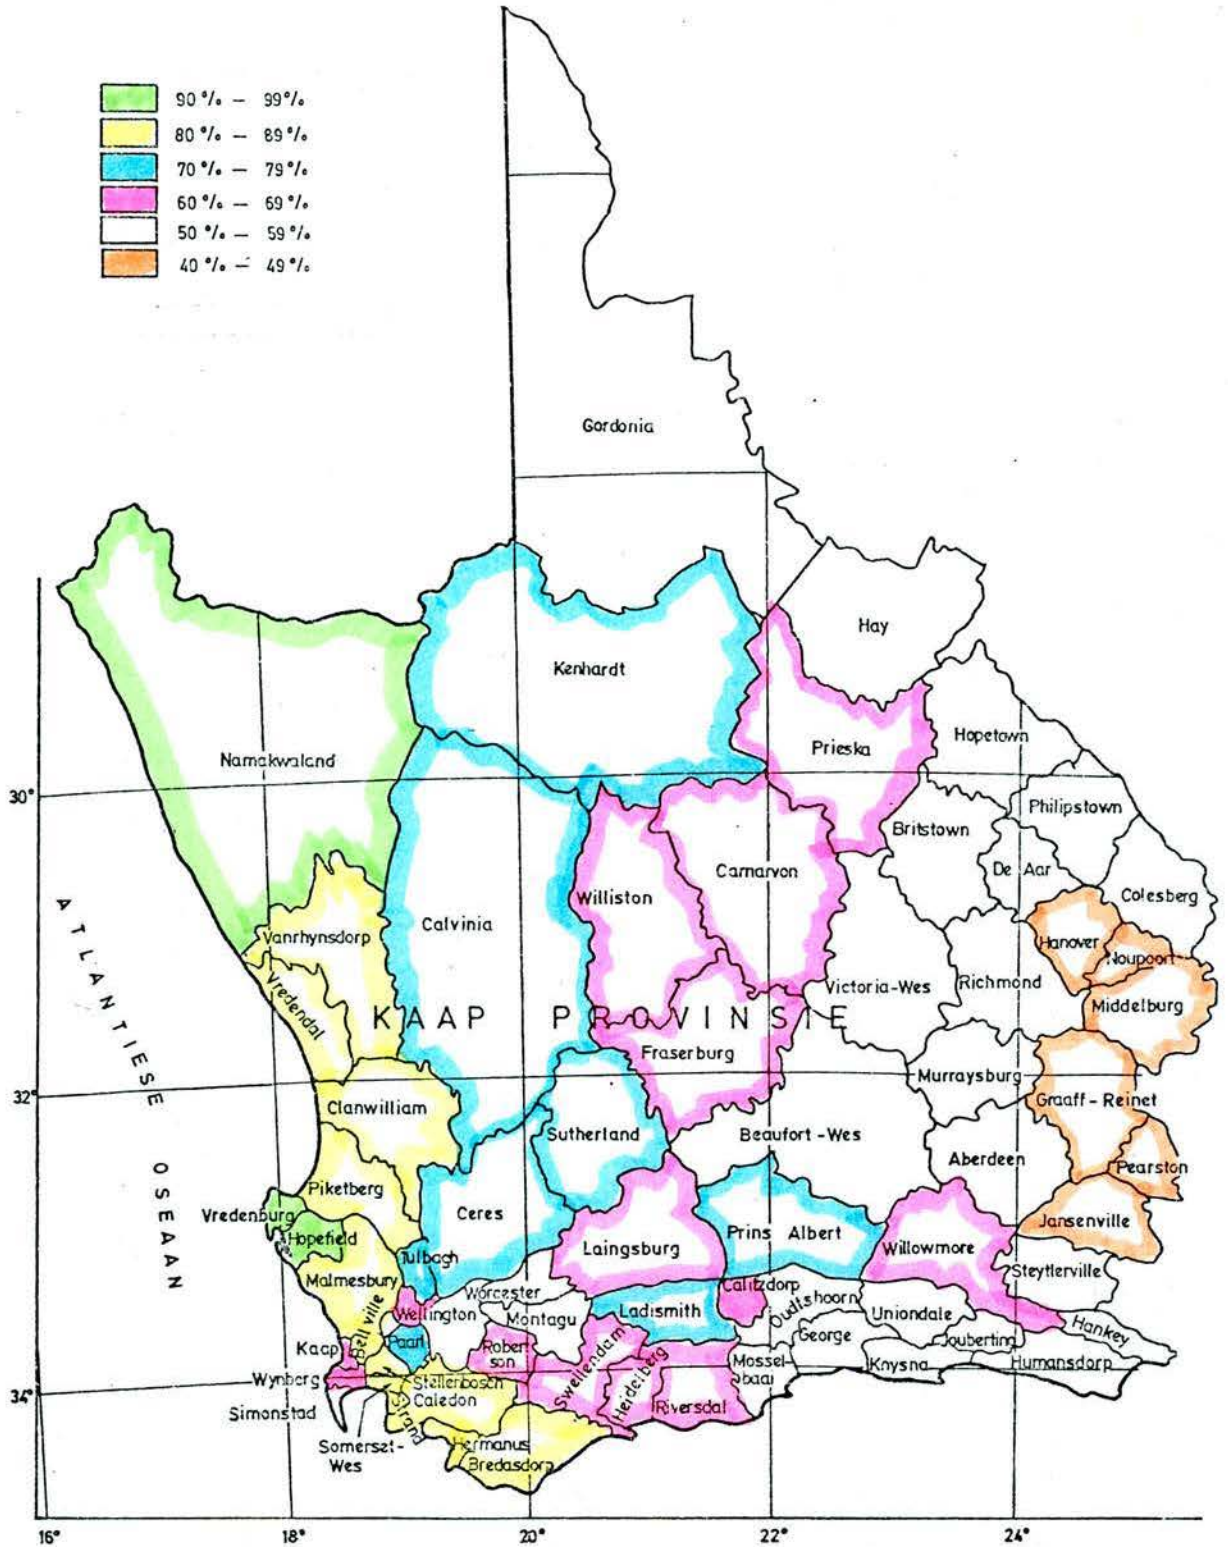 90 % – 99 %
80 % – 89 %
70 % – 79 %
60 % – 69 %
50 % – 59 %
40 % – 49 %
Gordonia
Hay
Kenhardt
Namakwaland
Prieska
Hopetown
30°
Philipstown
Britstown
De Aar
Carnarvon
Williston
Colesberg
Calvinia
Vanrhynsdorp
Hanover
Noupoort
Vredendal
Victoria-Wes
Richmond
Middelburg
KAAP PROVINSIE
ATLANTIESE OSEAAN
Fraserburg
Murraysburg
32°
Clanwilliam
Graaff-Reinet
Sutherland
Beaufort-Wes
Aberdeen
Pearston
Piketberg
Vredenburg
Ceres
Jansenville
Hopefield
Prins Albert
Laingsburg
Willowmore
Tulbagh
Malmesbury
Steytlerville
Calitzdorp
Worcester
Oudtshoorn
Wellington
Ladismith
Uniondale
Montagu
Bellville
George
Hankey
Joubertina
Kaap
Paarl
Robert
son
Swellendam
Heidelberg
Mossel-
baai
Knysna
Humansdorp
Wynberg
Stellenbosch
Caledon
34°
Simonstad
Strand
Riversdal
Somerset-
Wes
Hermanus
Bredasdorp
16°
18°
20°
22°
24°